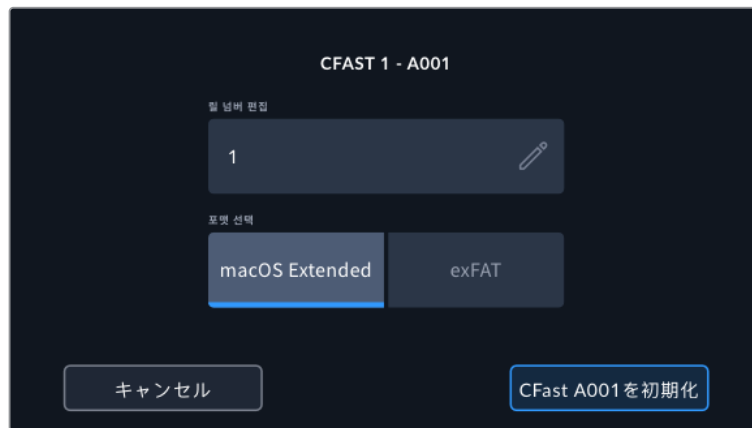 CFAST 1 - A001
릴 넘버 편집
1
포맷 선택
macOS Extended
exFAT
キャンセル
CFast A001を初期化